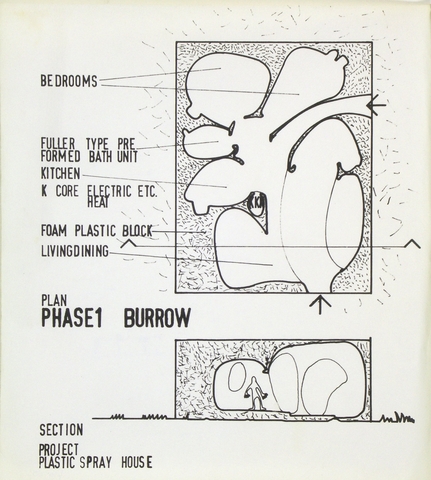 BEDROOMS
FULLER TYPE PRE
FORMED BATH UNIT
KITCHEN
K CORE ELECTRIC ETC.
HEAT
K
FOAM PLASTIC BLOCK
LIVINGDINING
PLAN
PHASE1 BURROW
SECTION
PROJECT
PLASTIC SPRAY HOUSE